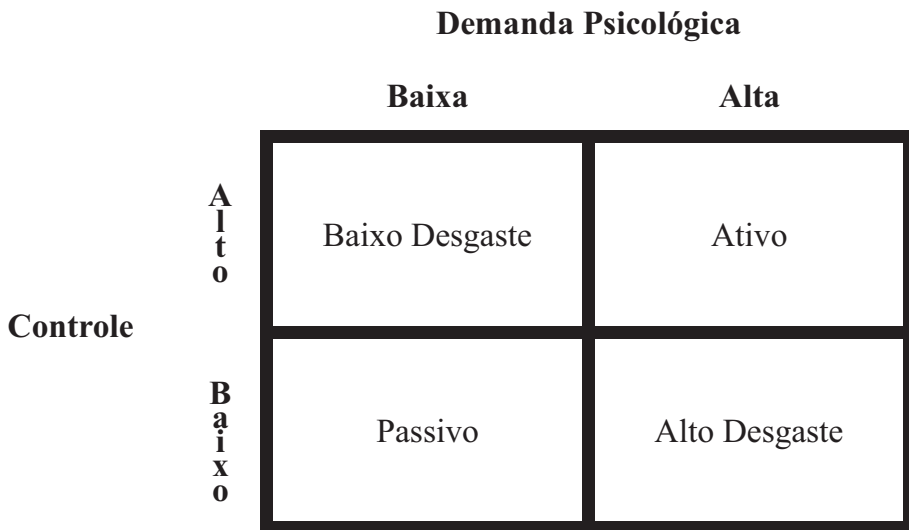 Demanda Psicológica
Baixa Alta
Alto
Baixo Desgaste Ativo
Controle
Baixo
Passivo Alto Desgaste